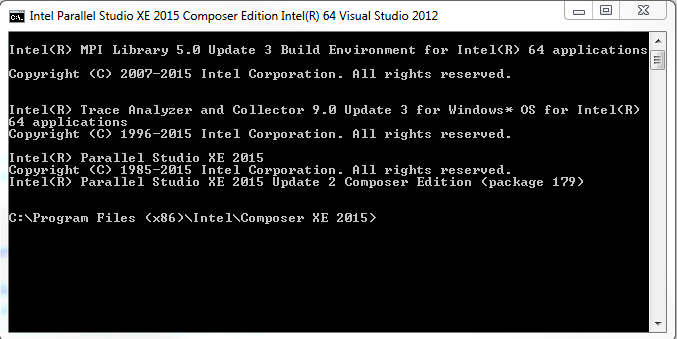 Intel Parallel Studio XE 2015 Composer Edition Intel(R) 64 Visual Studio 2012
Intel(R) MPI Library 5.0 Update 3 Build Environment for Intel(R) 64 applications
Copyright (C) 2007-2015 Intel Corporation. All rights reserved.
Intel(R) Trace Analyzer and Collector 9.0 Update 3 for Windows* OS for Intel(R)
64 applications
Copyright (C) 1996-2015 Intel Corporation. All rights reserved.
Intel(R) Parallel Studio XE 2015
Copyright (C) 1985-2015 Intel Corporation. All rights reserved.
Intel(R) Parallel Studio XE 2015 Update 2 Composer Edition (package 179)
C:\Program Files (x86)\Intel\Composer XE 2015>